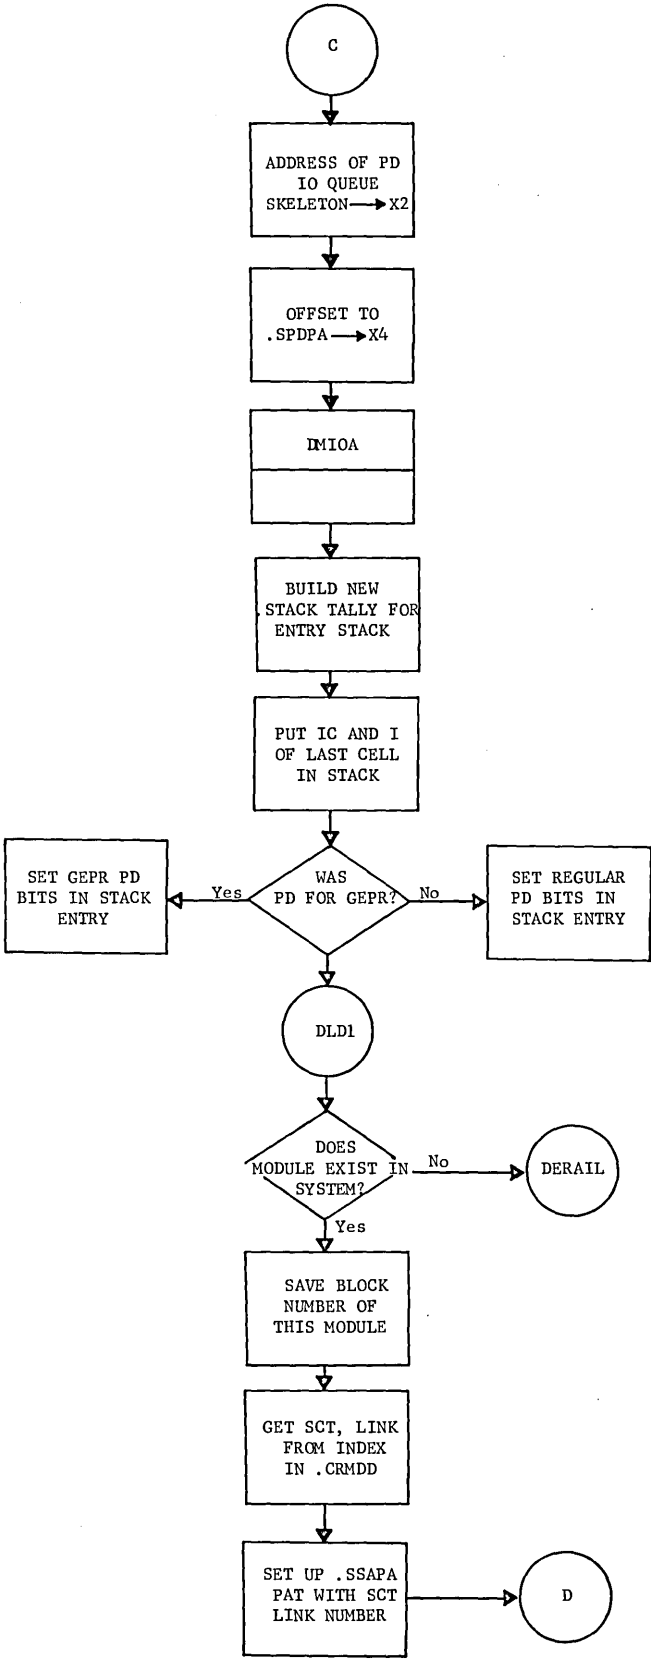 C
ADDRESS OF PD
IO QUEUE
SKELETON→X2
OFFSET TO
.SPDPA→X4
DMIOA
BUILD NEW
STACK TALLY FOR
ENTRY STACK
PUT IC AND I
OF LAST CELL
IN STACK
SET GEPR PD
BITS IN STACK
ENTRY
Yes
WAS
PD FOR GEPR?
No
SET REGULAR
PD BITS IN
STACK ENTRY
DLD1
DOES
MODULE EXIST IN
SYSTEM?
No
DERAIL
Yes
SAVE BLOCK
NUMBER OF
THIS MODULE
GET SCT, LINK
FROM INDEX
IN .CRMDD
SET UP .SSAPA
PAT WITH SCT
LINK NUMBER
D